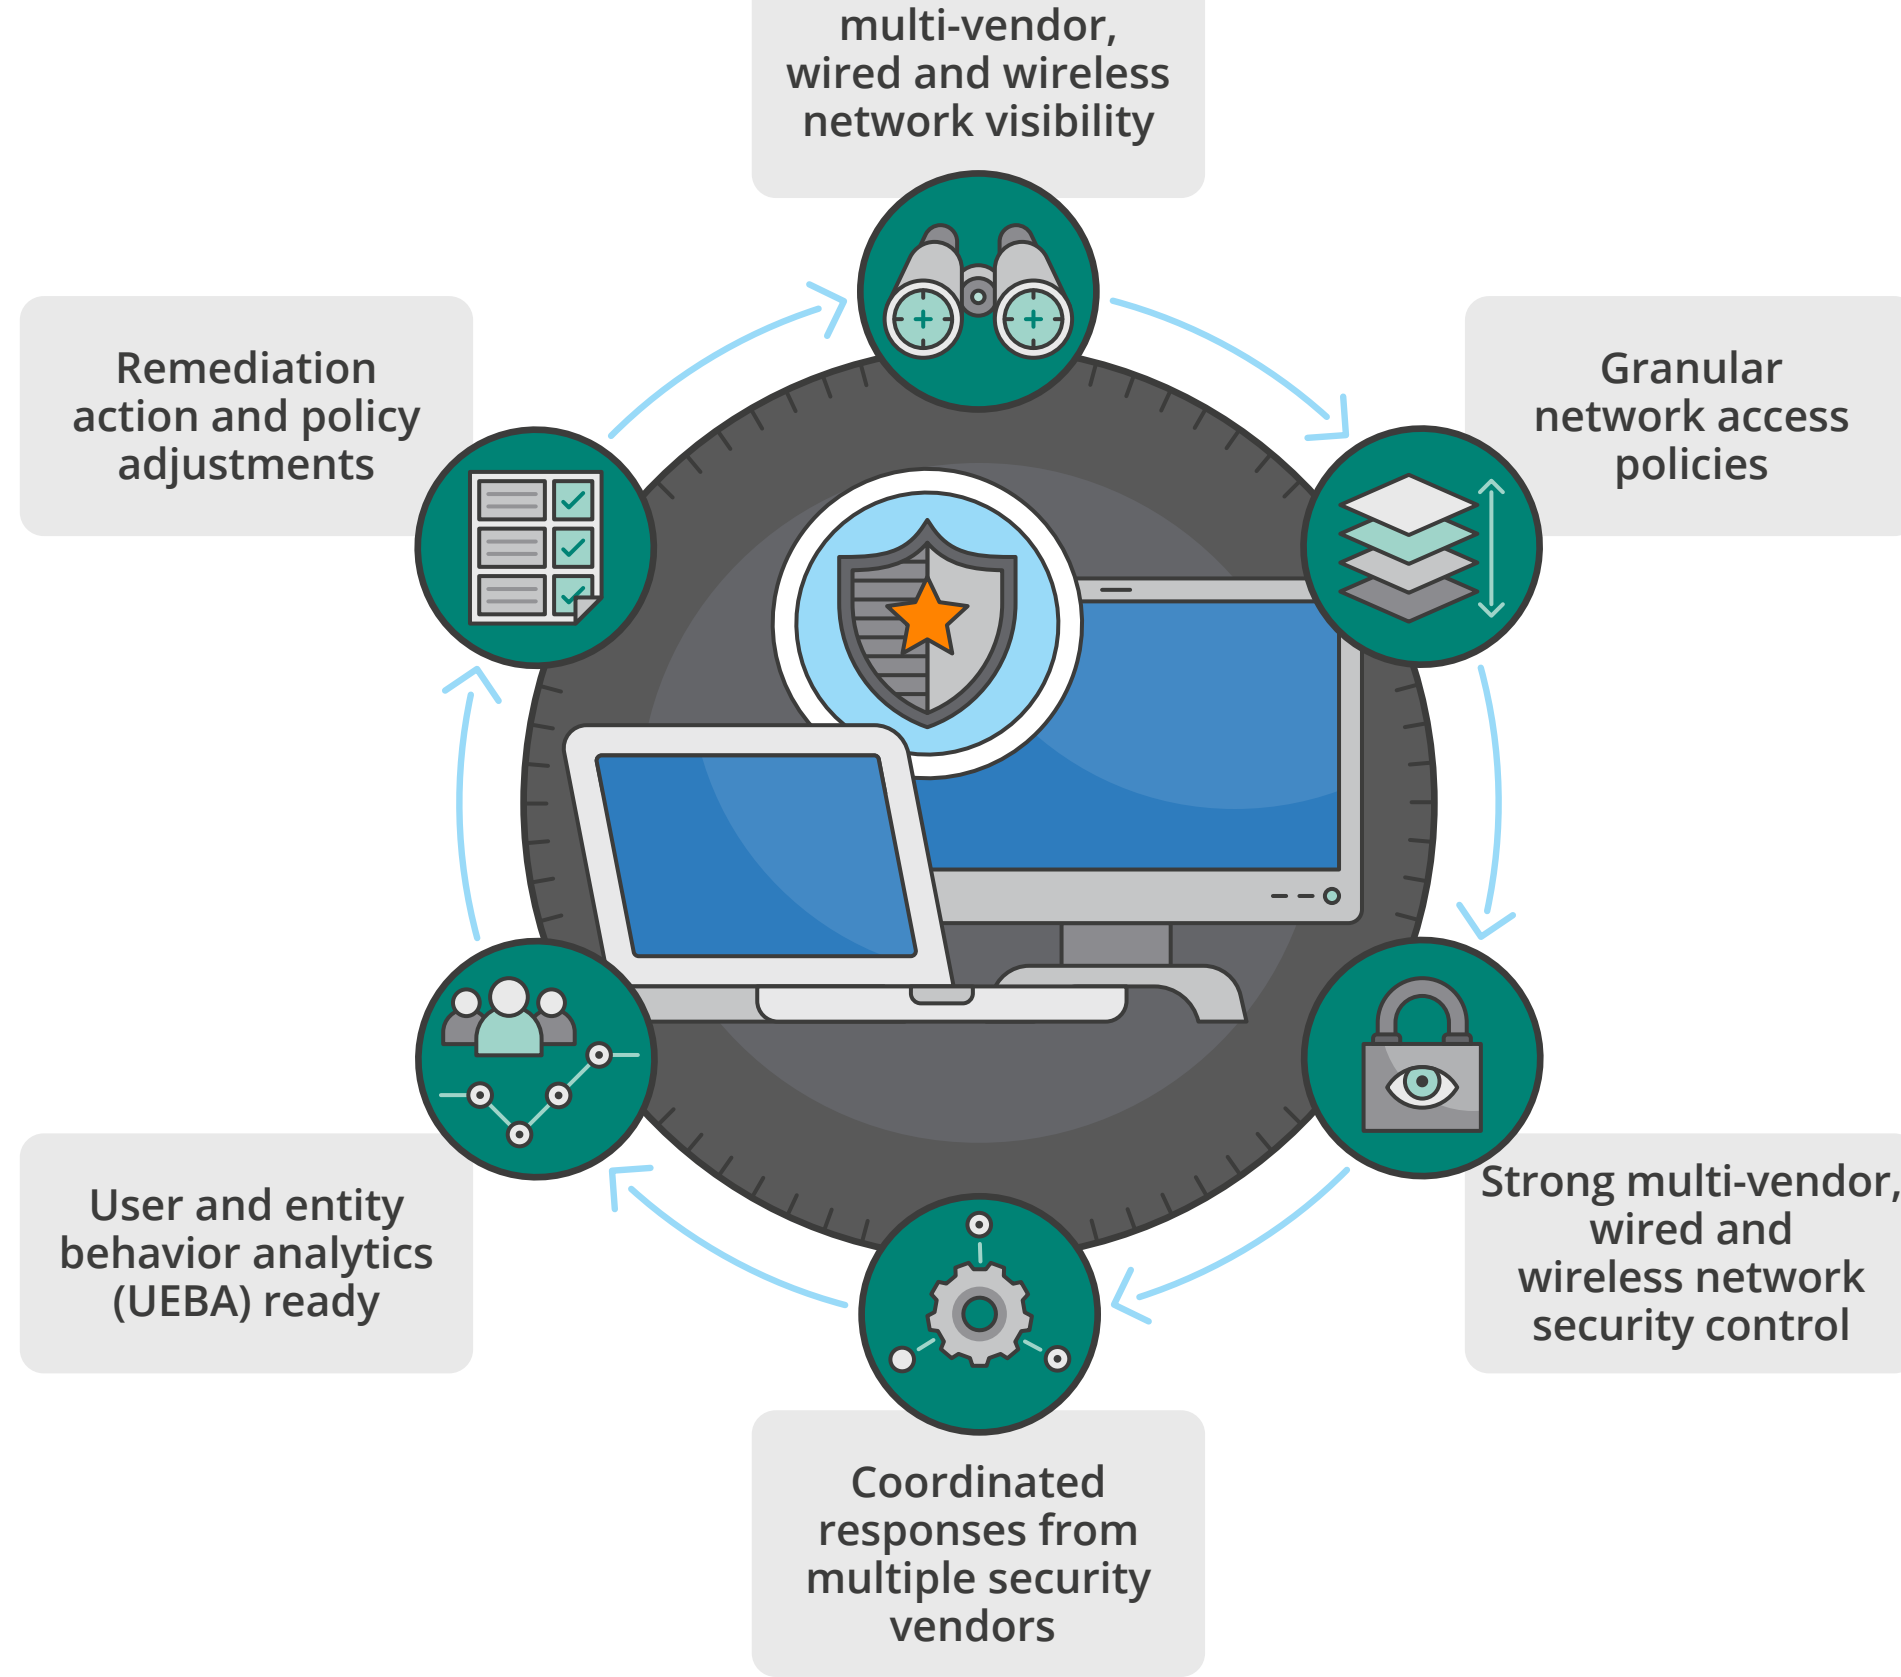 multi-vendor,
wired and wireless
network visibility
Remediation
action and policy
adjustments
Granular
network access
policies
User and entity
behavior analytics
(UEBA) ready
Strong multi-vendor,
wired and
wireless network
security control
Coordinated
responses from
multiple security
vendors